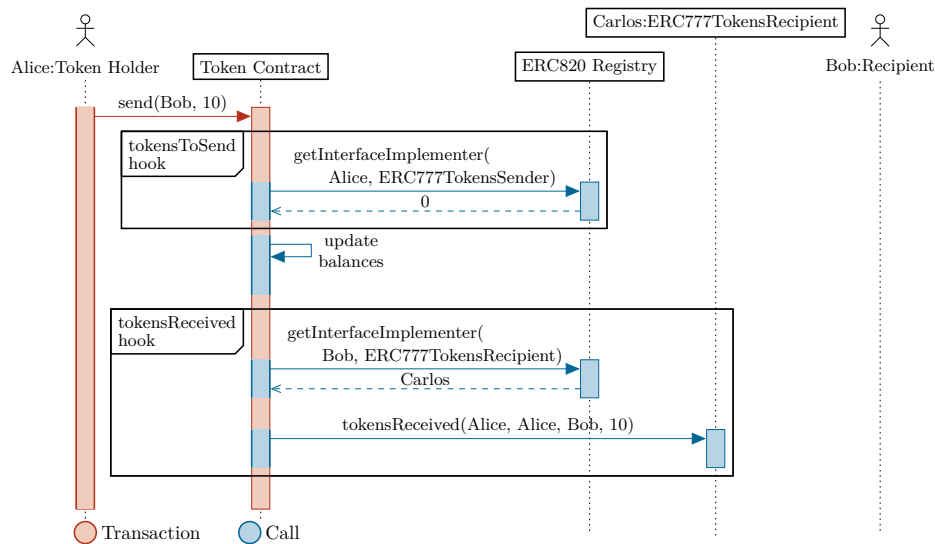 Carlos:ERC777TokensRecipient
Alice:Token Holder
Token Contract
ERC820 Registry
Bob:Recipient
send(Bob, 10)
tokensToSend
hook
getInterfaceImplementer(
Alice, ERC777TokensSender)
0
update
balances
tokensReceived
hook
getInterfaceImplementer(
Bob, ERC777TokensRecipient)
Carlos
tokensReceived(Alice, Alice, Bob, 10)
Transaction
Call